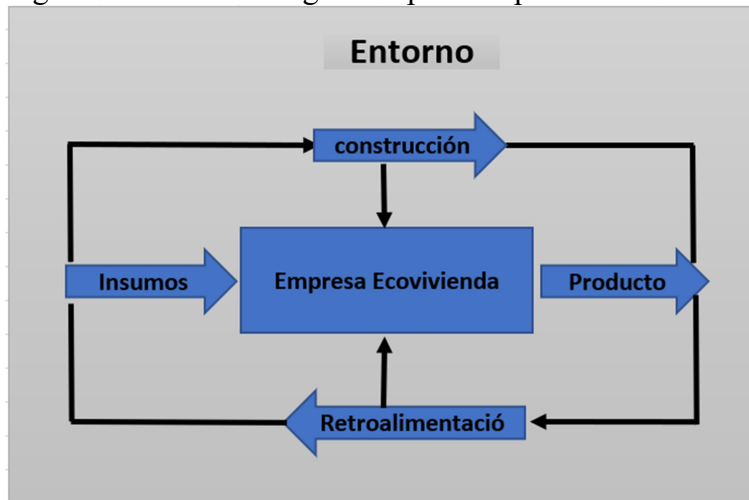 Entorno
construcción
Insumos
Empresa Ecovivienda
Producto
Retroalimentació